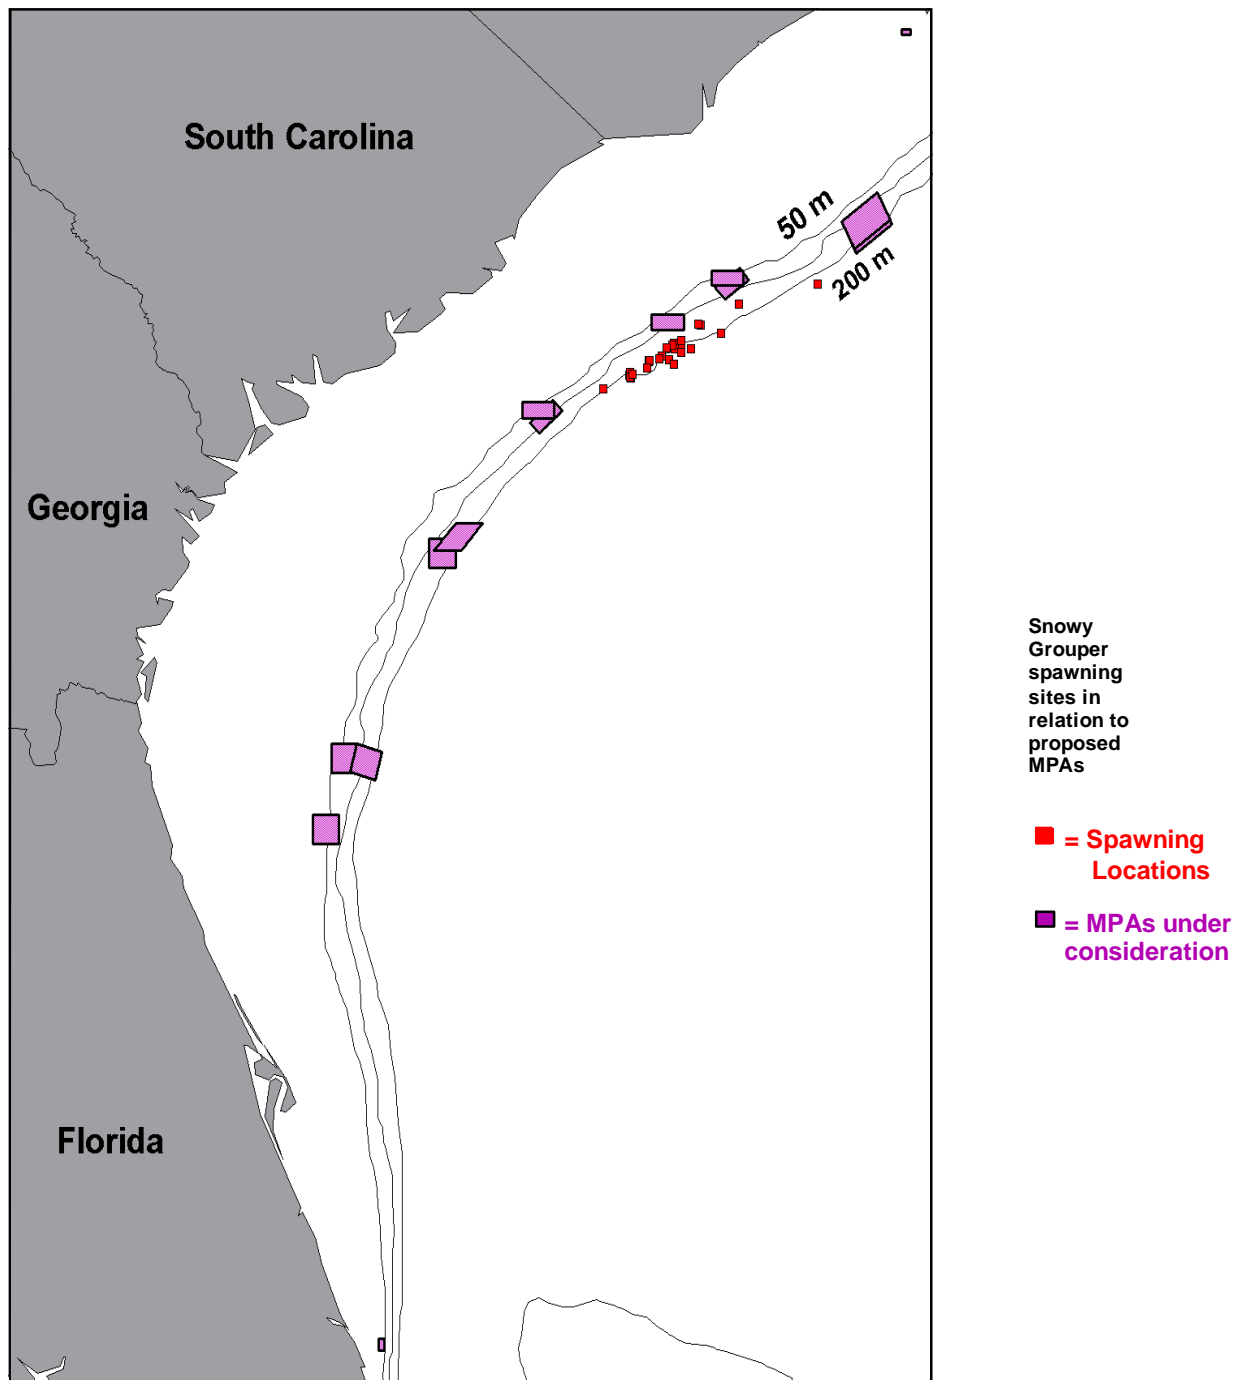 South Carolina
50 m
200 m
Georgia
Snowy
Grouper
spawning
sites in
relation to
proposed
MPAs
= Spawning
Locations
= MPAs under
consideration
Florida